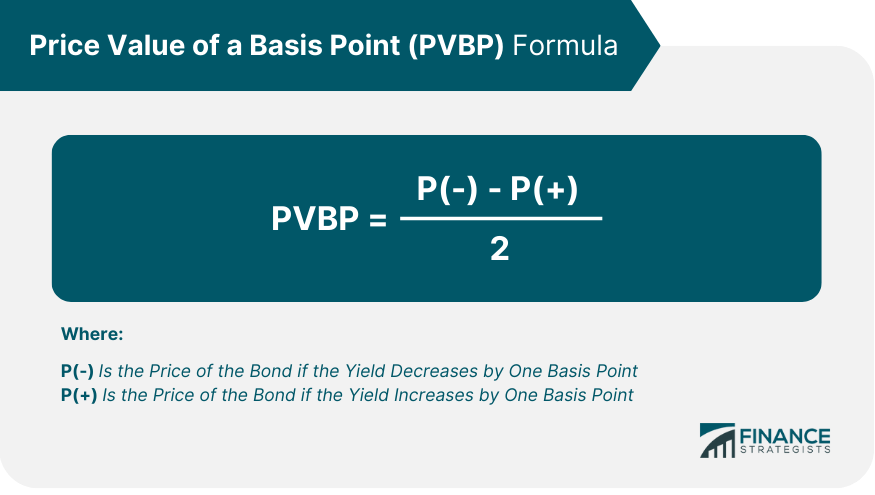 Price Value of a Basis Point (PVBP) Formula
PVBP = P(-) - P(+)
2
Where:
P(-) Is the Price of the Bond if the Yield Decreases by One Basis Point
P(+) Is the Price of the Bond if the Yield Increases by One Basis Point
FINANCE
STRATEGISTS